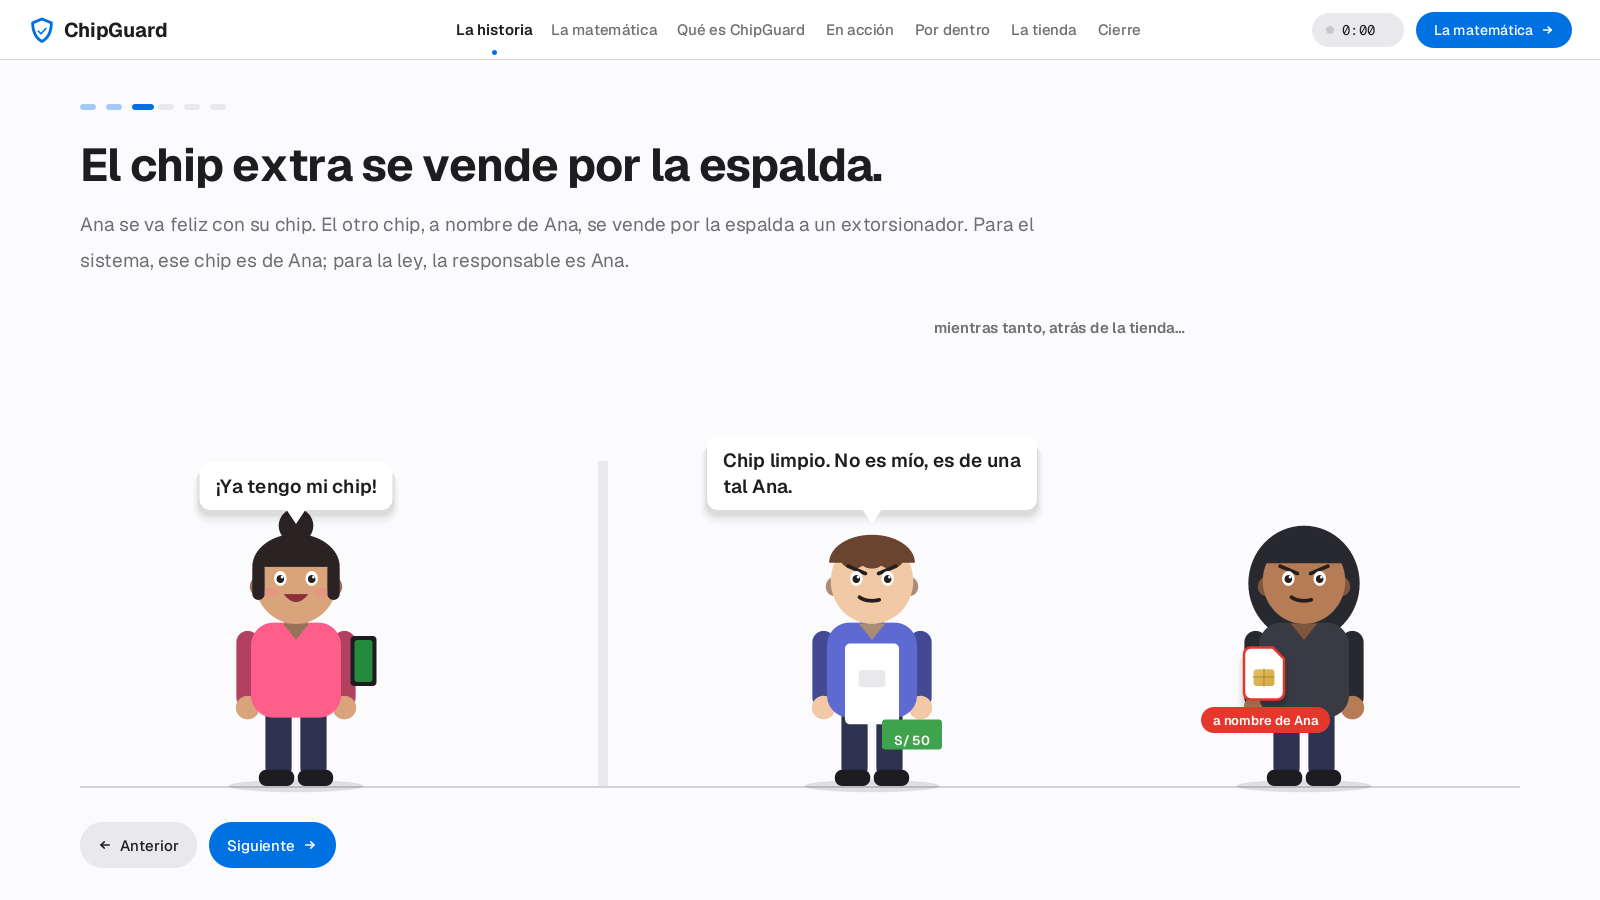 ChipGuard
La historia
La matemática
Qué es ChipGuard
En acción
Por dentro
La tienda
Cierre
0:00
La matemática →
El chip extra se vende por la espalda.
Ana se va feliz con su chip. El otro chip, a nombre de Ana, se vende por la espalda a un extorsionador. Para el
sistema, ese chip es de Ana; para la ley, la responsable es Ana.
mientras tanto, atrás de la tienda...
¡Ya tengo mi chip!
Chip limpio. No es mío, es de una
tal Ana.
S/ 50
a nombre de Ana
← Anterior
Siguiente →